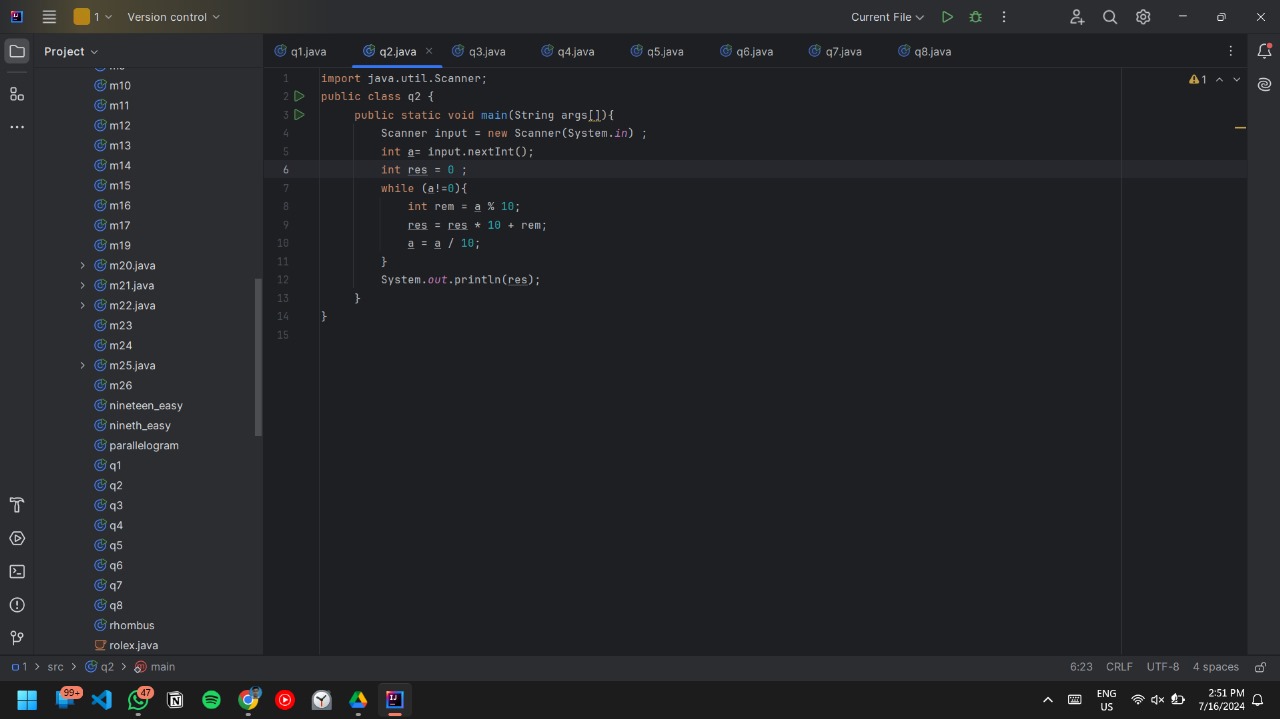 1
Version control
Current File
Project
q1.java
q2.java
q3.java
q4.java
q5.java
q6.java
q7.java
q8.java
m10
m11
m12
m13
m14
m15
m16
m17
m19
m20.java
m21.java
m22.java
m23
m24
m25.java
m26
nineteen_easy
nineth_easy
parallelogram
q1
q2
q3
q4
q5
q6
q7
q8
rhombus
rolex.java
1 import java.util.Scanner;
2 public class q2 {
3 public static void main(String args[]){
4 Scanner input = new Scanner(System.in) ;
5 int a= input.nextInt();
6 int res = 0 ;
7 while (a!=0){
8 int rem = a % 10;
9 res = res * 10 + rem;
10 a = a / 10;
11 }
12 System.out.println(res);
13 }
14 }
15
1
1 > src > q2 > main
6:23 CRLF UTF-8 4 spaces
99+
47
ENG
US
2:51 PM
7/16/2024